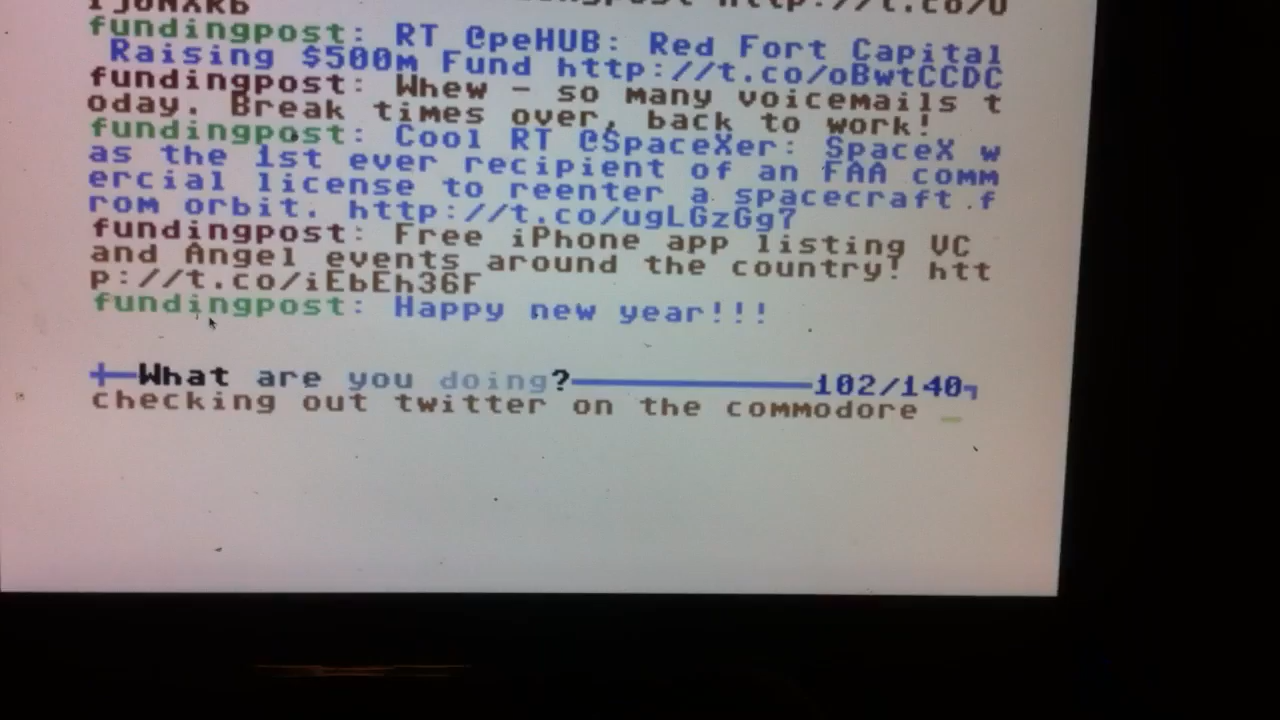 fundingpost: RT @peHUB: Red Fort Capital
Raising $500m Fund http://t.co/oBwtCCDC
fundingpost: Whew - so many voicemails t
oday. Break times over, back to work!
fundingpost: Cool RT @SpaceXer: SpaceX w
as the 1st ever recipient of an FAA comm
ercial license to reenter a spacecraft f
rom orbit. http://t.co/ugLGzGg7
fundingpost: Free iPhone app listing VC
and Angel events around the country! htt
p://t.co/iEbEh36F
fundingpost: Happy new year!!!
What are you doing? 102/140
checking out twitter on the commodore _